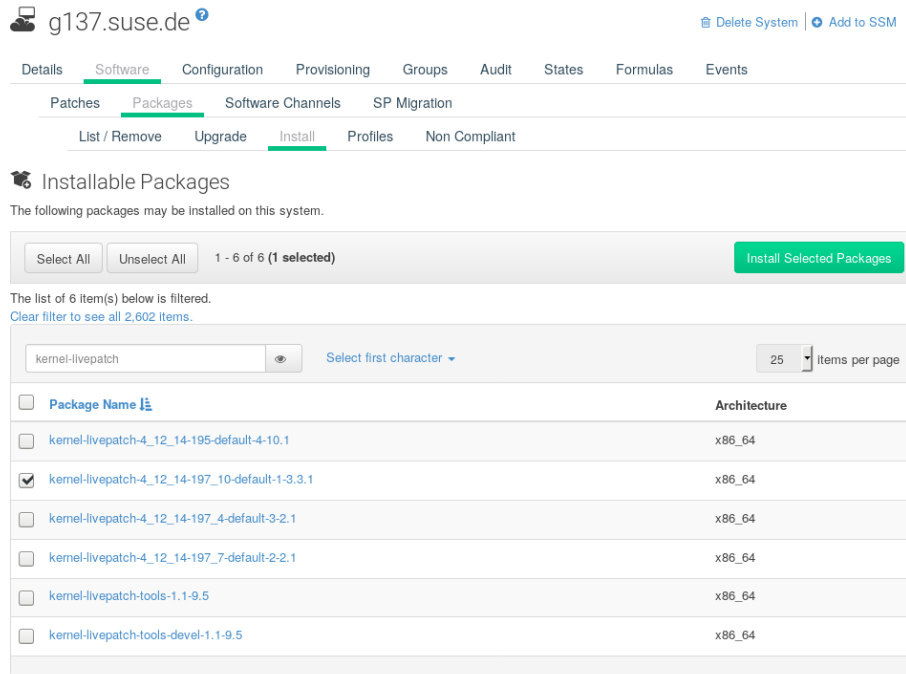 g137.suse.de ?
Delete System | Add to SSM
Details Software Configuration Provisioning Groups Audit States Formulas Events
Patches Packages Software Channels SP Migration
List / Remove Upgrade Install Profiles Non Compliant
Installable Packages
The following packages may be installed on this system.
Select All Unselect All 1 - 6 of 6 (1 selected) Install Selected Packages
The list of 6 item(s) below is filtered.
Clear filter to see all 2,602 items.
kernel-livepatch Select first character 25 items per page
Package Name Architecture
kernel-livepatch-4_12_14-195-default-4-10.1 x86_64
kernel-livepatch-4_12_14-197_10-default-1-3.3.1 x86_64
kernel-livepatch-4_12_14-197_4-default-3-2.1 x86_64
kernel-livepatch-4_12_14-197_7-default-2-2.1 x86_64
kernel-livepatch-tools-1.1-9.5 x86_64
kernel-livepatch-tools-devel-1.1-9.5 x86_64